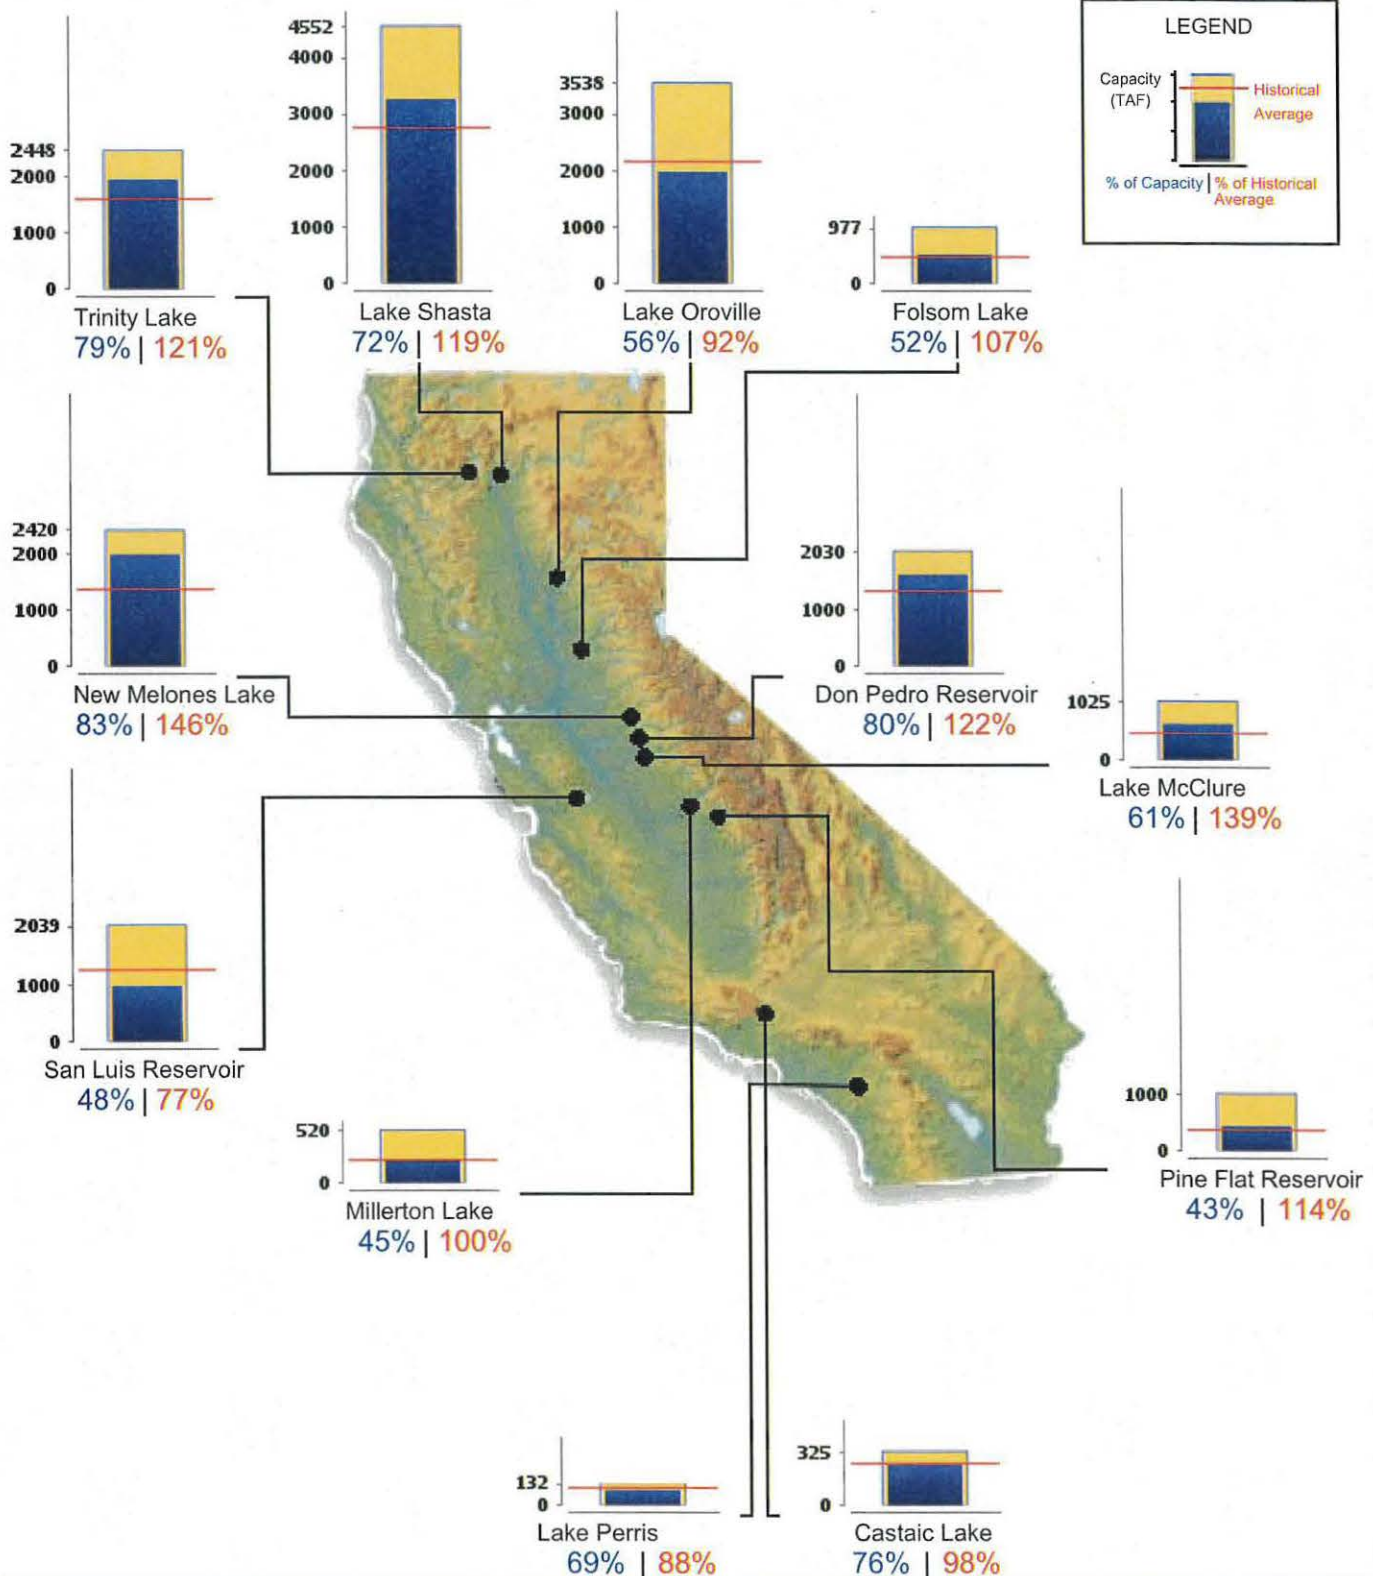 LEGEND
Capacity
(TAF)
Historical
Average
% of Capacity | % of Historical
Average
2448
2000
1000
0
Trinity Lake
79% | 121%
4552
4000
3000
2000
1000
0
Lake Shasta
72% | 119%
3538
3000
2000
1000
0
Lake Oroville
56% | 92%
977
0
Folsom Lake
52% | 107%
2420
2000
1000
0
New Melones Lake
83% | 146%
2030
1000
0
Don Pedro Reservoir
80% | 122%
1025
0
Lake McClure
61% | 139%
2039
1000
0
San Luis Reservoir
48% | 77%
520
0
Millerton Lake
45% | 100%
1000
0
Pine Flat Reservoir
43% | 114%
132
0
Lake Perris
69% | 88%
325
0
Castaic Lake
76% | 98%